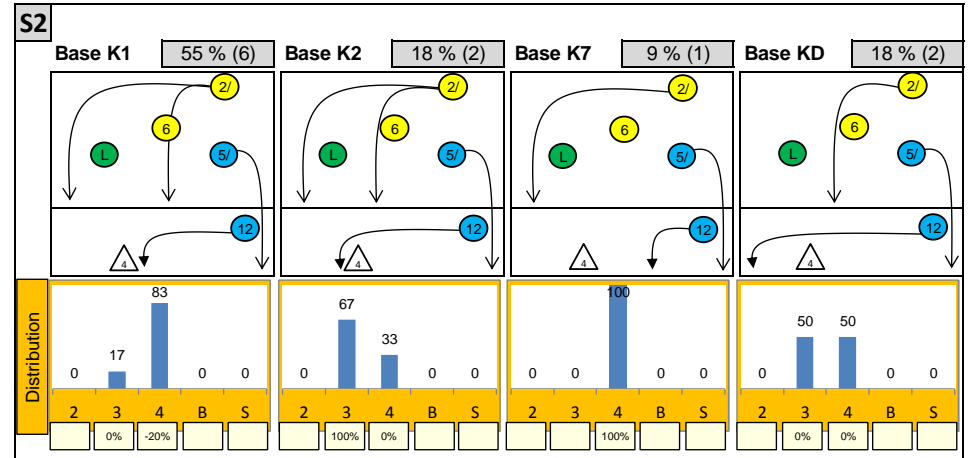 S2
Base K1 55 % (6) Base K2 18 % (2) Base K7 9 % (1) Base KD 18 % (2)
2/ 2/ 2/ 2/
6 6 6 6
L 5/ L 5/ L 5/ L 5/
12 12 12 12
4 4 4 4
Distribution
83 100
67
50 50
33
17
0 0 0 0 0 0 0 0 0 0 0 0 0
2 3 4 B S 2 3 4 B S 2 3 4 B S 2 3 4 B S
0% -20% 100% 0% 100% 0% 0%